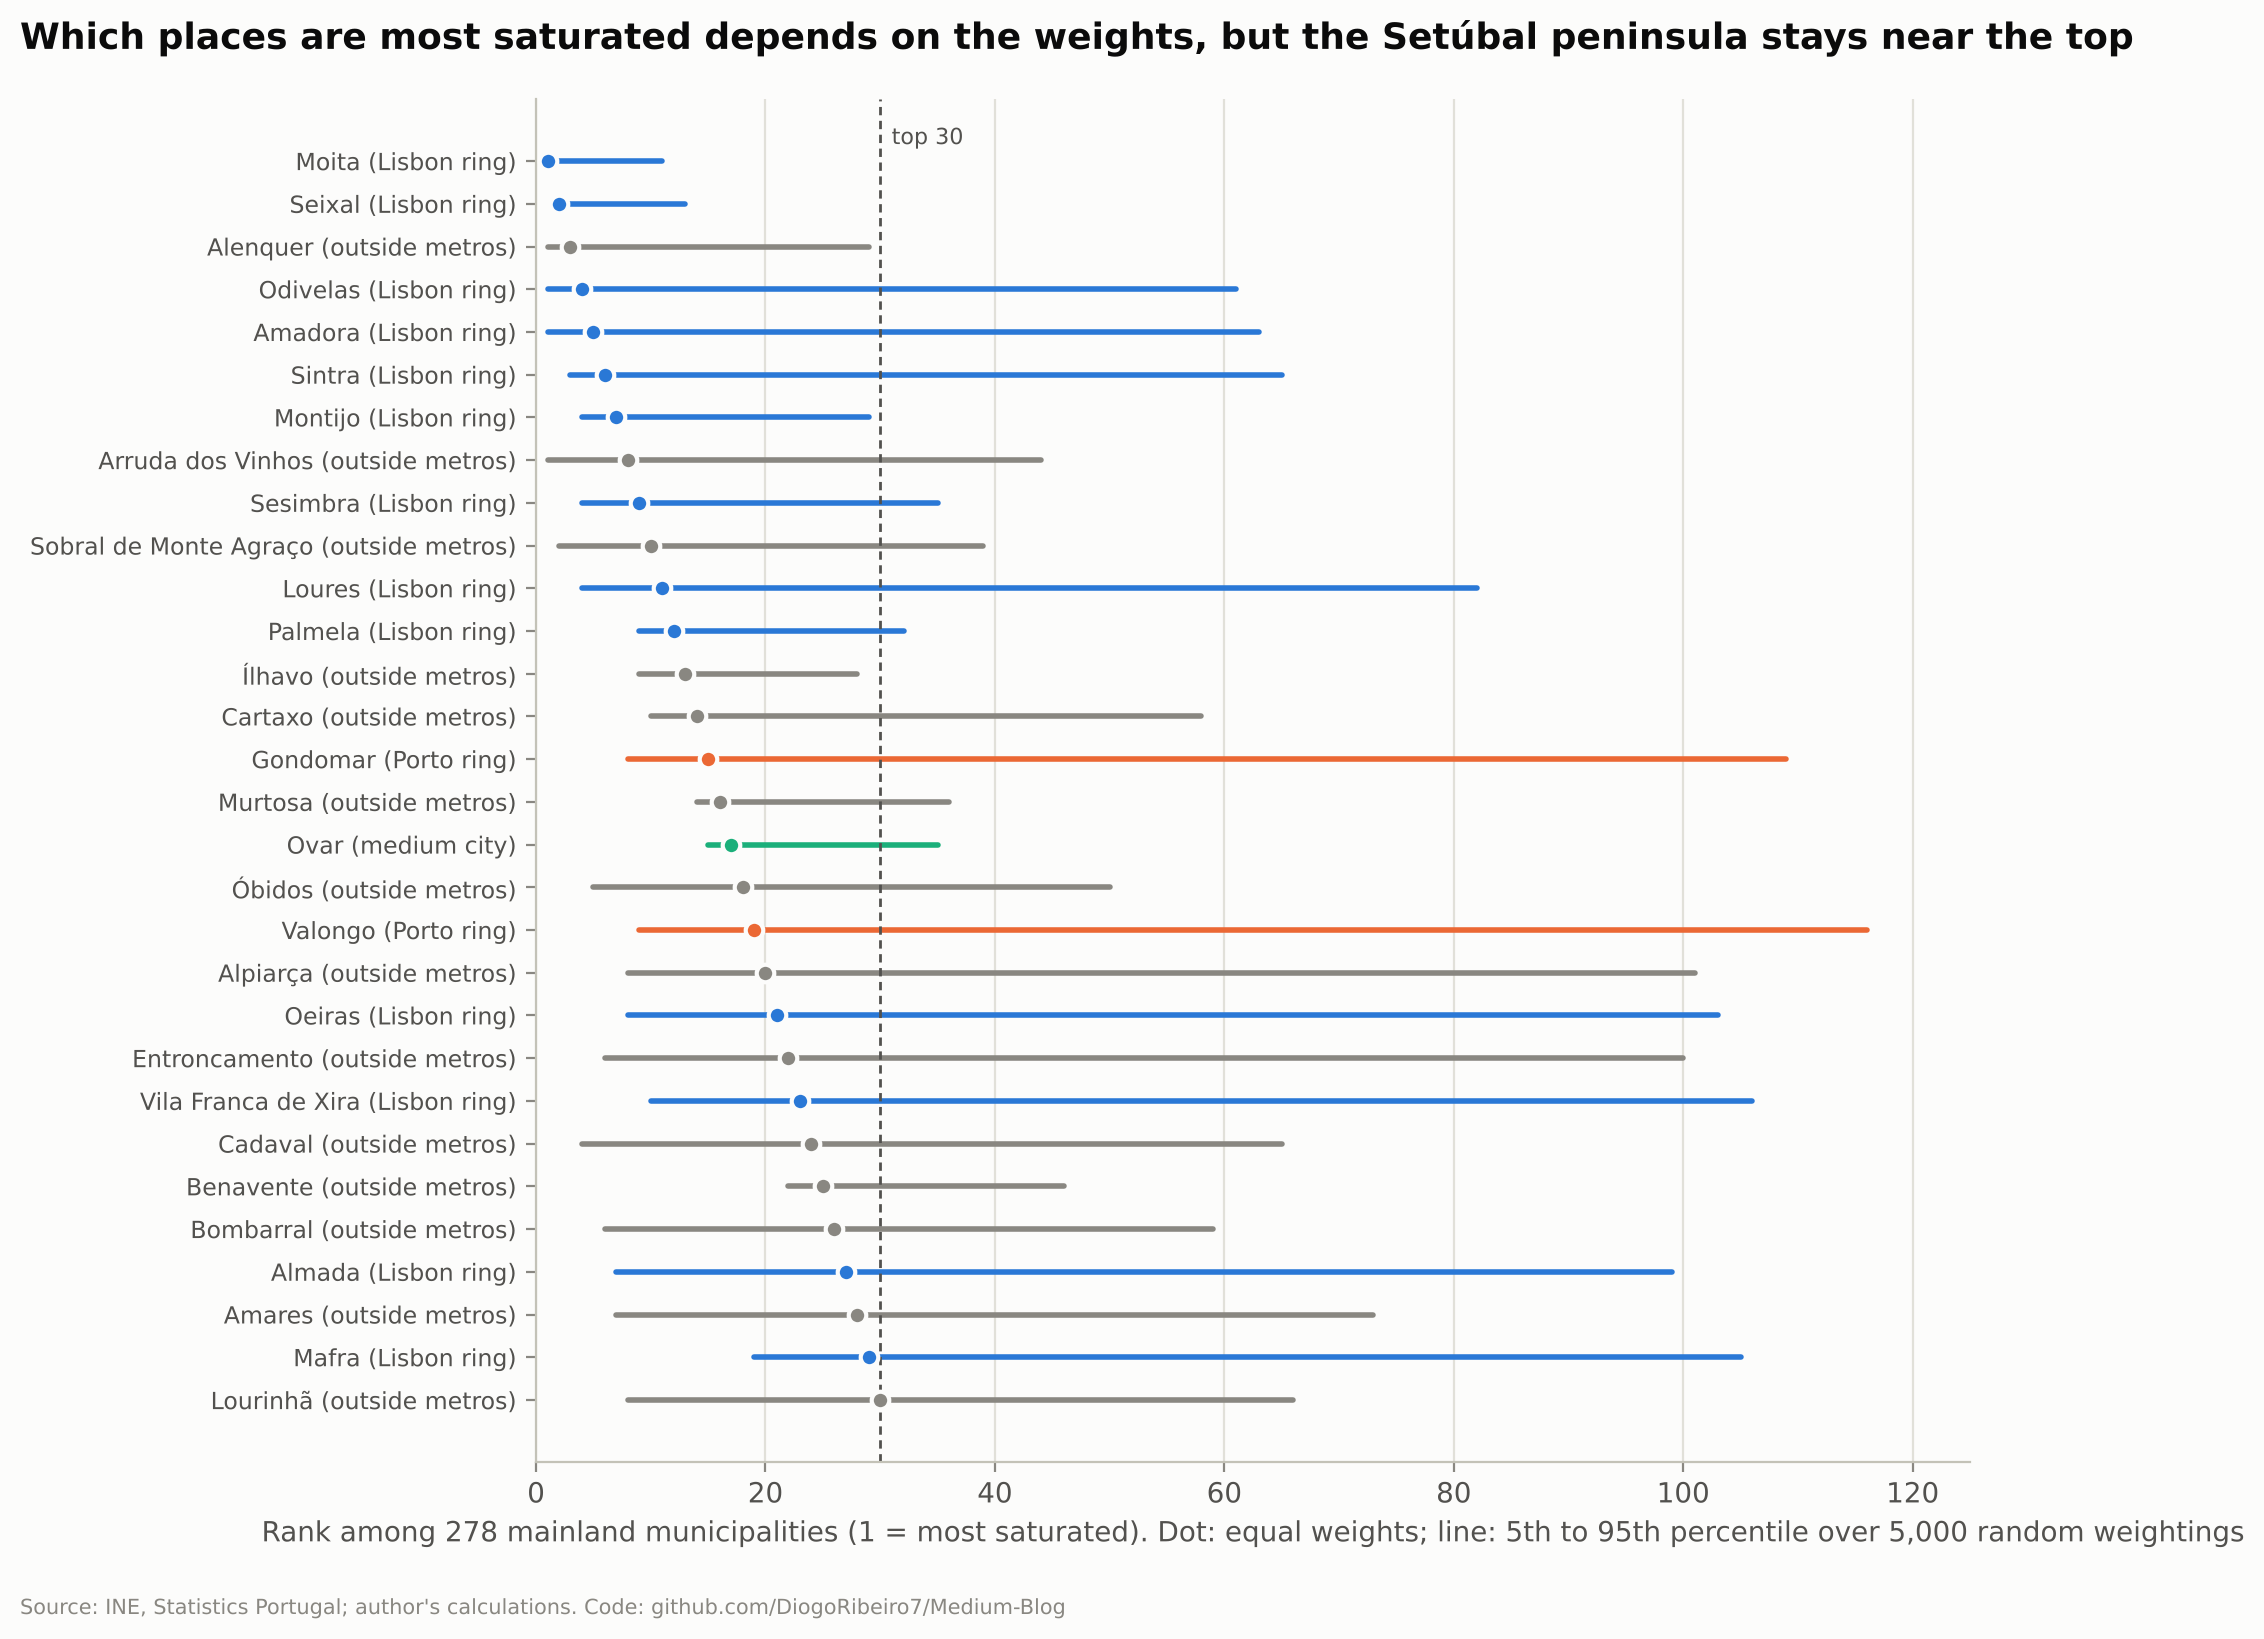 Which places are most saturated depends on the weights, but the Setúbal peninsula stays near the top
top 30
Moita (Lisbon ring)
Seixal (Lisbon ring)
Alenquer (outside metros)
Odivelas (Lisbon ring)
Amadora (Lisbon ring)
Sintra (Lisbon ring)
Montijo (Lisbon ring)
Arruda dos Vinhos (outside metros)
Sesimbra (Lisbon ring)
Sobral de Monte Agraço (outside metros)
Loures (Lisbon ring)
Palmela (Lisbon ring)
Ílhavo (outside metros)
Cartaxo (outside metros)
Gondomar (Porto ring)
Murtosa (outside metros)
Ovar (medium city)
Óbidos (outside metros)
Valongo (Porto ring)
Alpiarça (outside metros)
Oeiras (Lisbon ring)
Entroncamento (outside metros)
Vila Franca de Xira (Lisbon ring)
Cadaval (outside metros)
Benavente (outside metros)
Bombarral (outside metros)
Almada (Lisbon ring)
Amares (outside metros)
Mafra (Lisbon ring)
Lourinhã (outside metros)
0 20 40 60 80 100 120
Rank among 278 mainland municipalities (1 = most saturated). Dot: equal weights; line: 5th to 95th percentile over 5,000 random weightings
Source: INE, Statistics Portugal; author's calculations. Code: github.com/DiogoRibeiro7/Medium-Blog